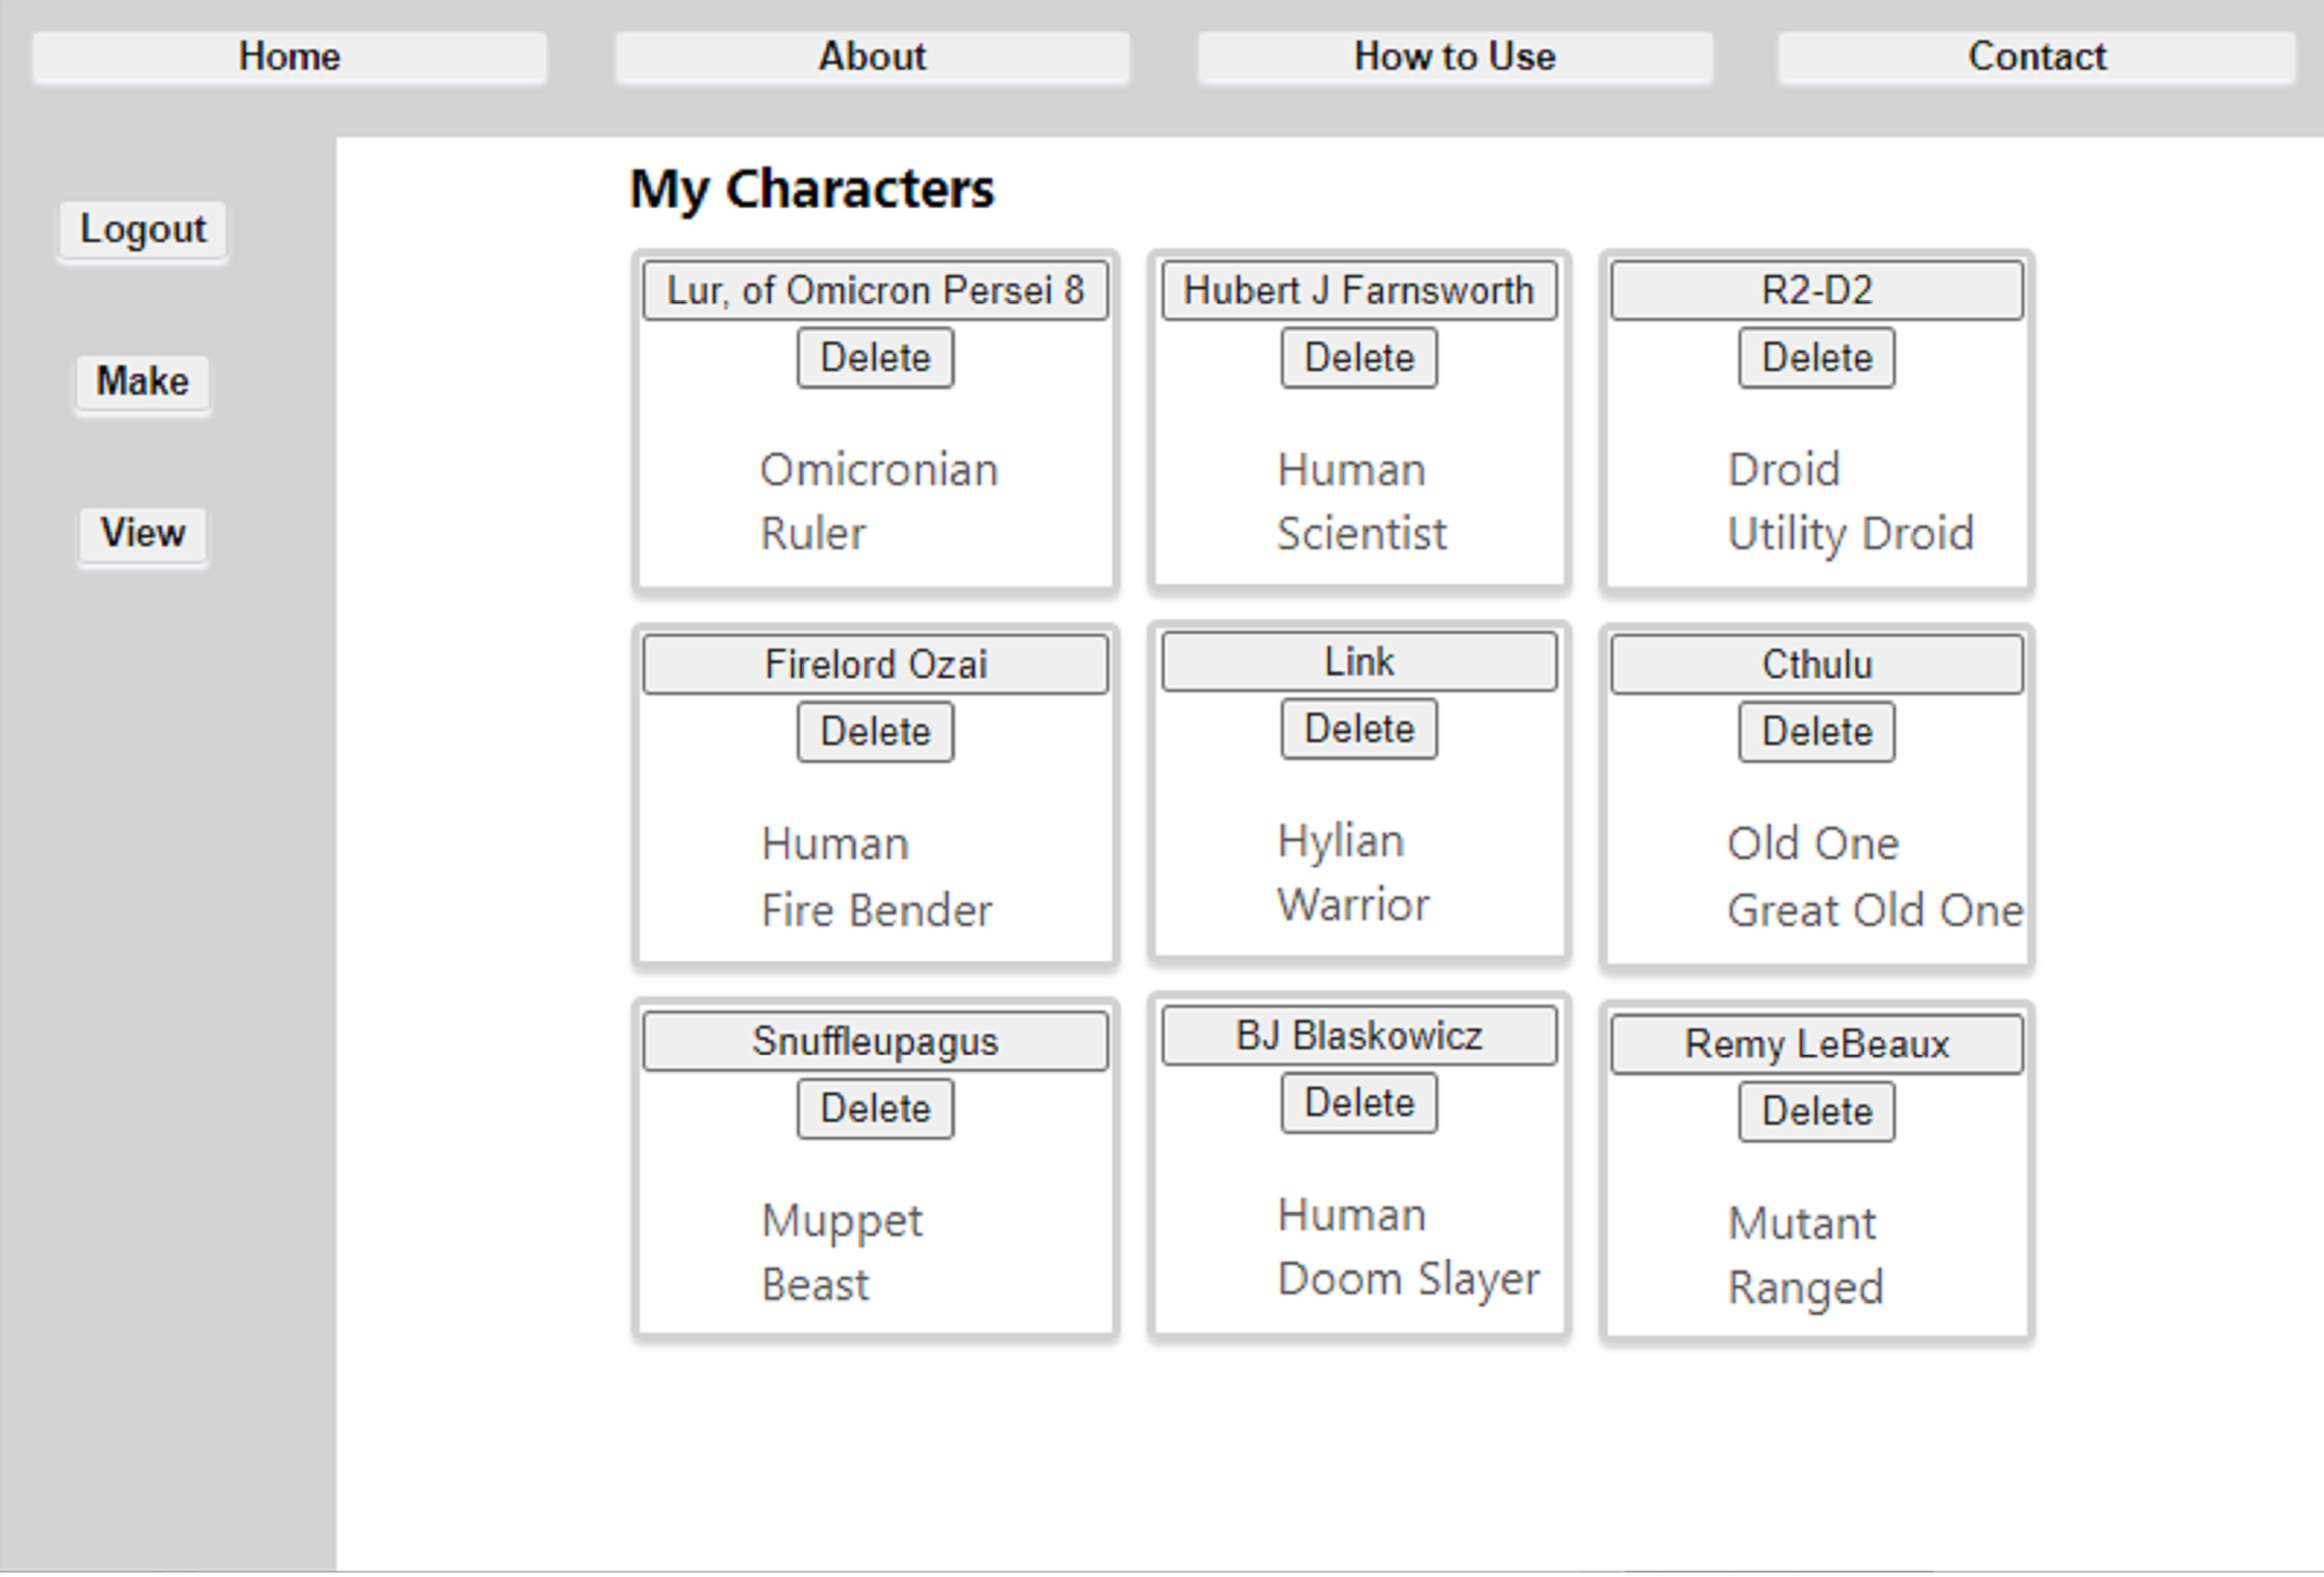 Home
About
How to Use
Contact
Logout
Make
View
My Characters
Lur, of Omicron Persei 8
Delete
Omicronian
Ruler
Hubert J Farnsworth
Delete
Human
Scientist
R2-D2
Delete
Droid
Utility Droid
Firelord Ozai
Delete
Human
Fire Bender
Link
Delete
Hylian
Warrior
Cthulu
Delete
Old One
Great Old One
Snuffleupagus
Delete
Muppet
Beast
BJ Blaskowicz
Delete
Human
Doom Slayer
Remy LeBeaux
Delete
Mutant
Ranged